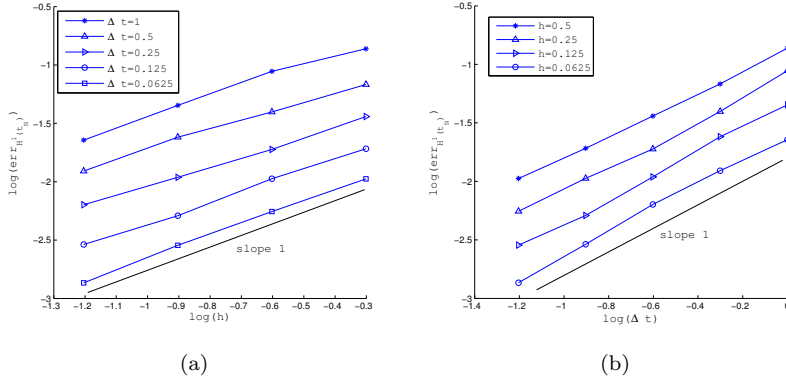 Δ t=1
Δ t=0.5
Δ t=0.25
Δ t=0.125
Δ t=0.0625
-0.5
-1
-1.5
-2
-2.5
-3
log(err_{H^1(t_N)})
slope 1
-1.3 -1.2 -1.1 -1 -0.9 -0.8 -0.7 -0.6 -0.5 -0.4 -0.3
log(h)
(a)
h=0.5
h=0.25
h=0.125
h=0.0625
-0.5
-1
-1.5
-2
-2.5
-3
log(err_{H^1(t_N)})
slope 1
-1.4 -1.2 -1 -0.8 -0.6 -0.4 -0.2 0
log(Δ t)
(b)